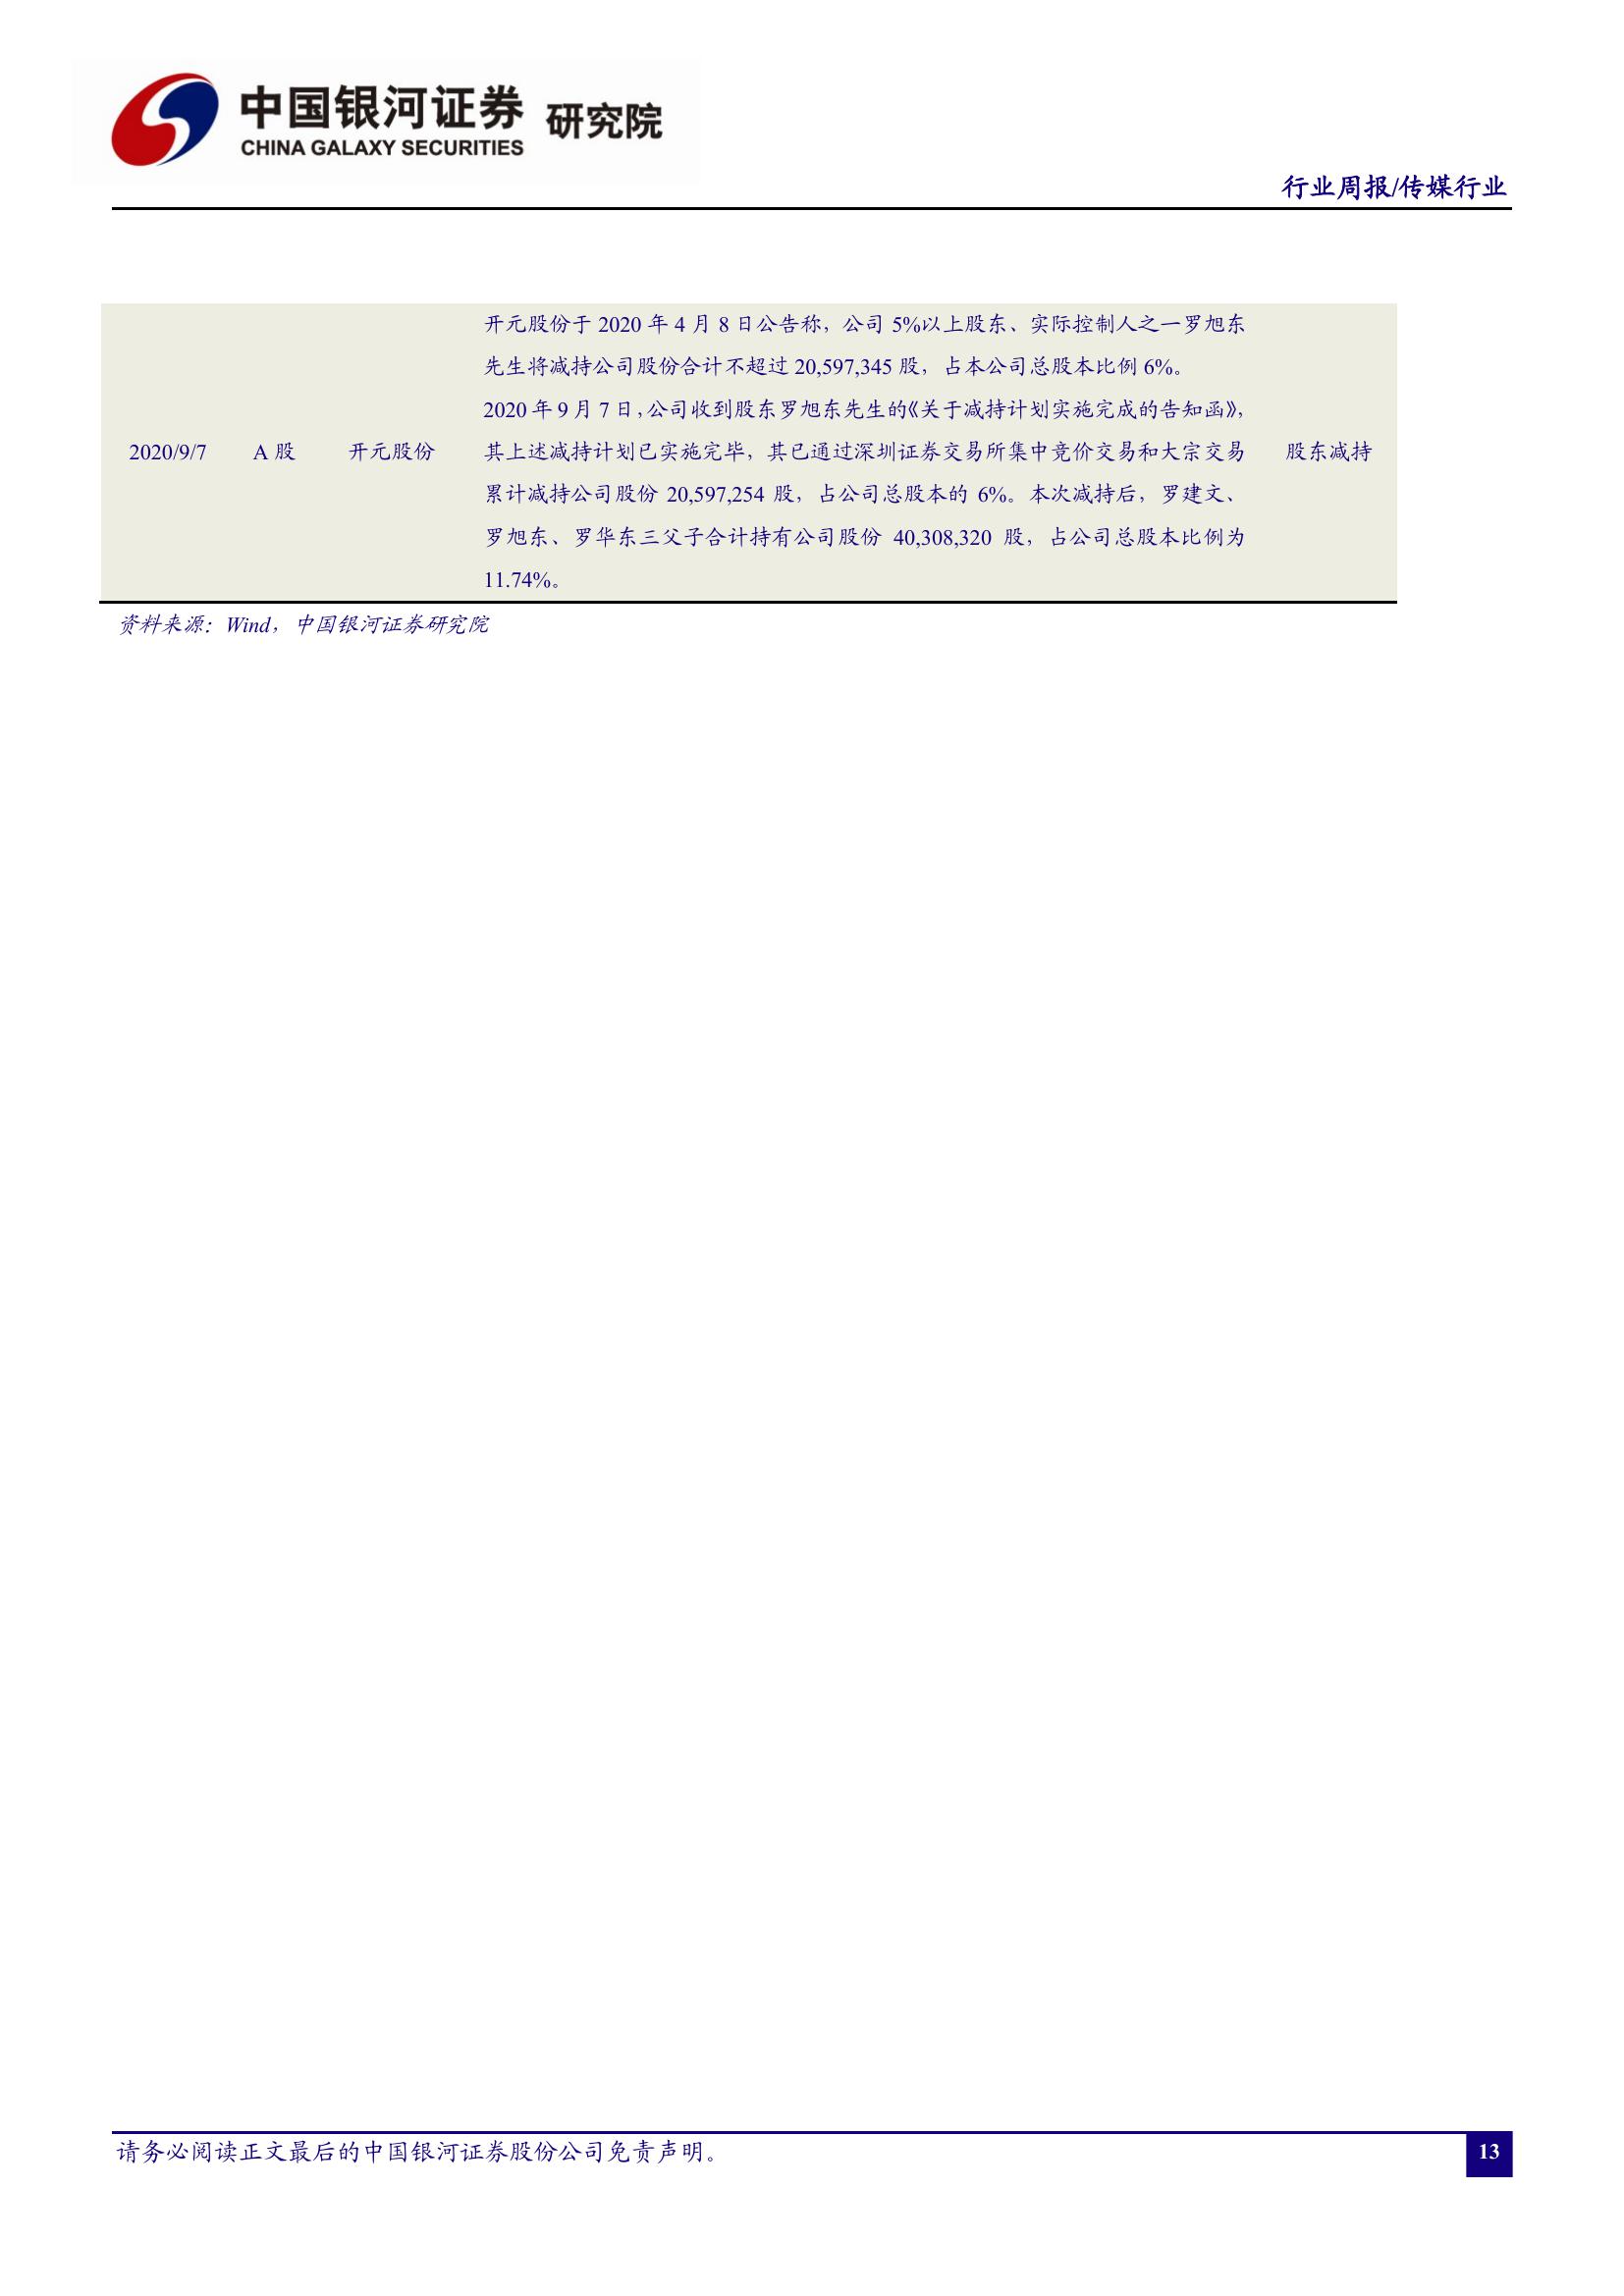 中国银河证券 研究院
CHINA GALAXY SECURITIES
行业周报/传媒行业
开元股份于 2020 年 4 月 8 日公告称，公司 5%以上股东、实际控制人之一罗旭东
先生将减持公司股份合计不超过 20,597,345 股，占本公司总股本比例 6%。
2020 年 9 月 7 日，公司收到股东罗旭东先生的《关于减持计划实施完成的告知函》，
2020/9/7 A 股 开元股份 其上述减持计划已实施完毕，其已通过深圳证券交易所集中竞价交易和大宗交易 股东减持
累计减持公司股份 20,597,254 股，占公司总股本的 6%。本次减持后，罗建文、
罗旭东、罗华东三父子合计持有公司股份 40,308,320 股，占公司总股本比例为
11.74%。
资料来源：Wind，中国银河证券研究院
请务必阅读正文最后的中国银河证券股份公司免责声明。
13